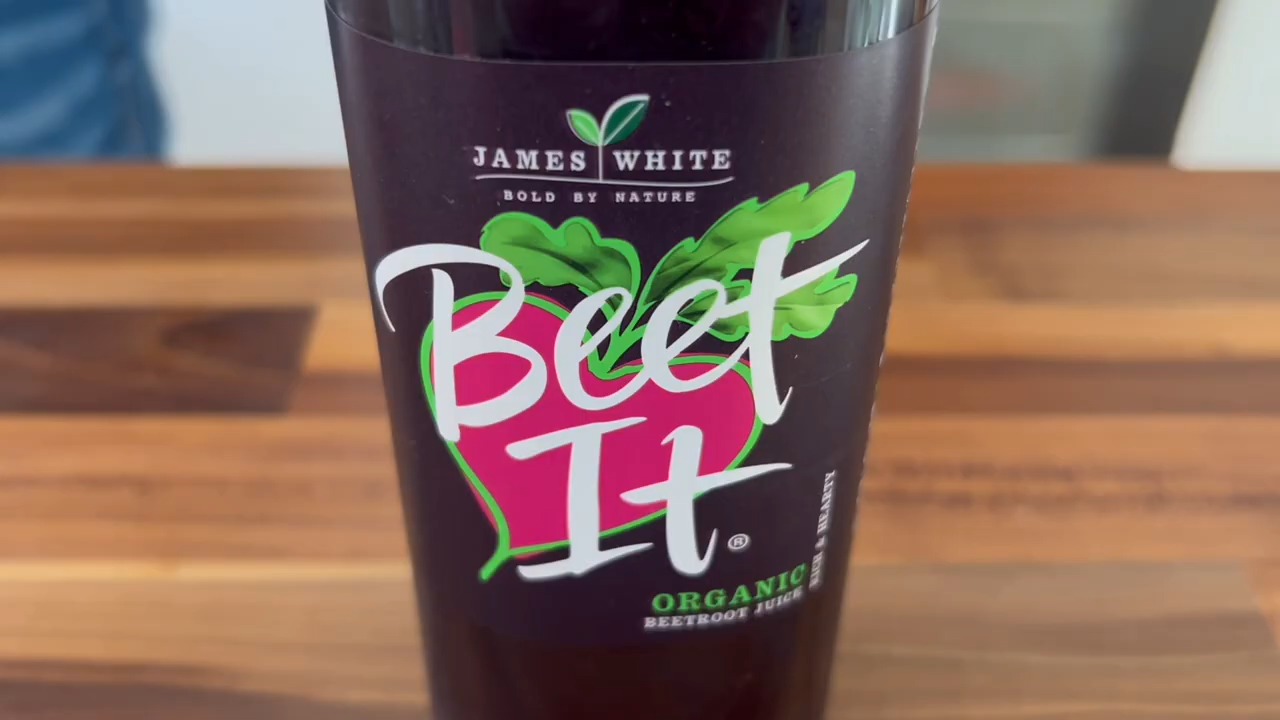 JAMES WHITE
BOLD BY NATURE
Beet
It®
ORGANIC
BEETROOT JUICE
RICH & HEARTY